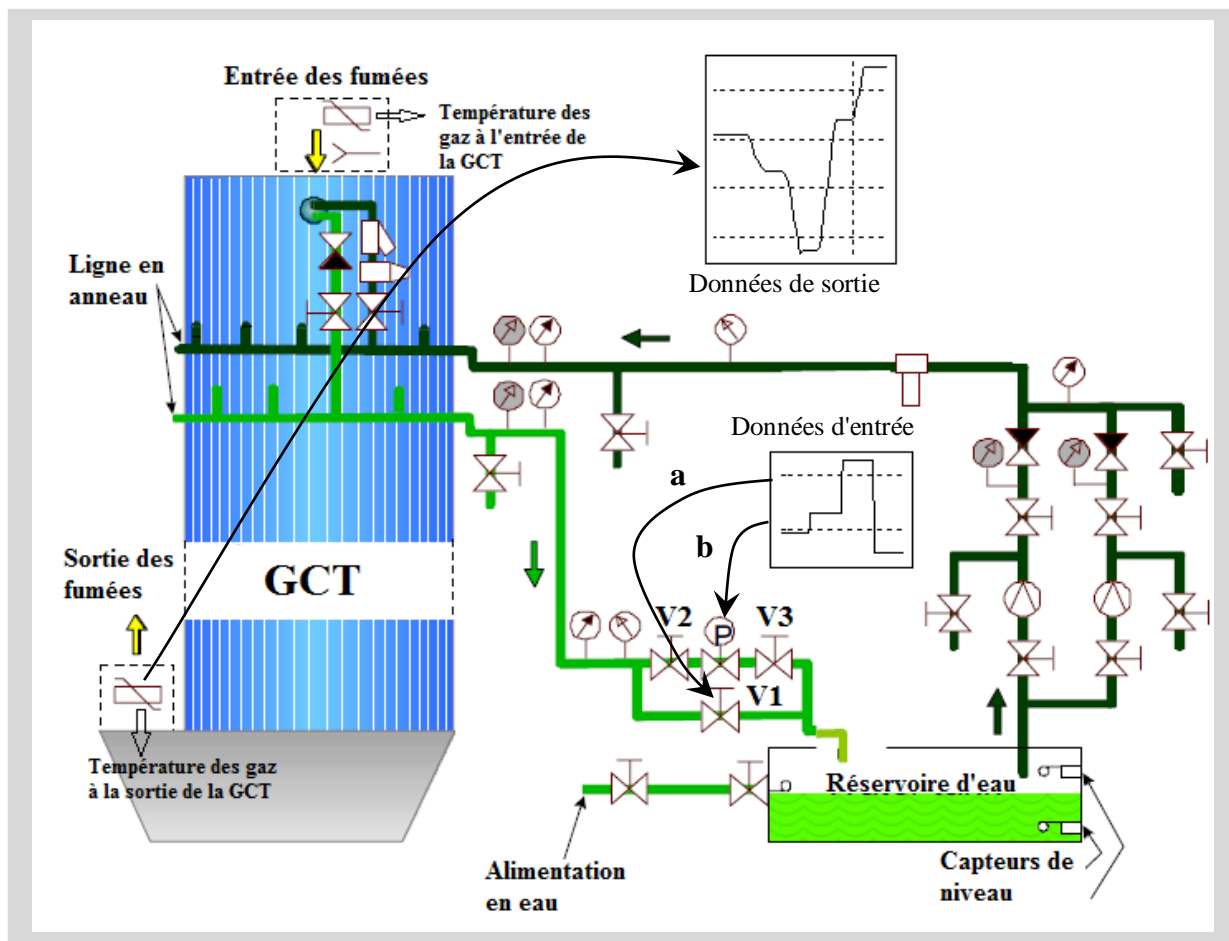 Entrée des fumées
Température des
gaz à l'entrée de
la GCT
Données de sortie
Ligne en
anneau
Données d'entrée
a
b
Sortie des
fumées
GCT
V2
P
V3
V1
Température des gaz
à la sortie de la GCT
Réservoire d'eau
Alimentation
en eau
Capteurs de
niveau